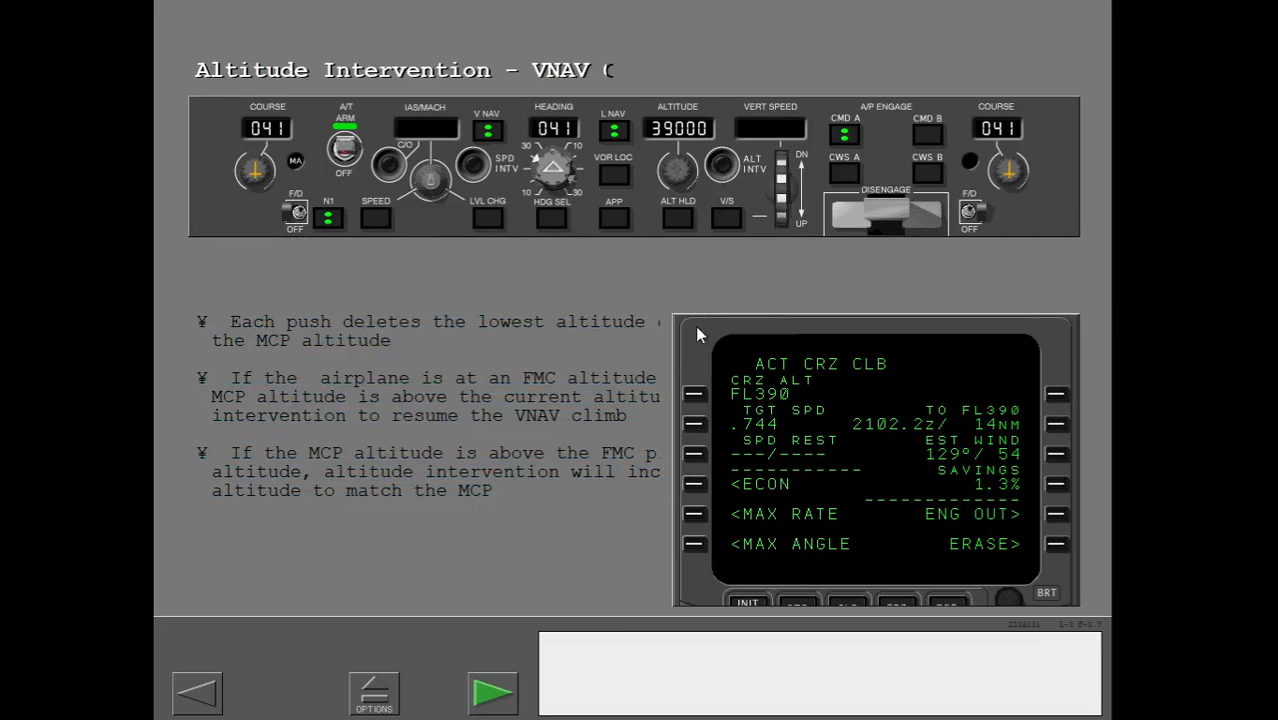 Altitude Intervention - VNAV
COURSE A/T IAS/MACH V NAV HEADING L NAV ALTITUDE VERT SPEED A/P ENGAGE COURSE
ARM CMD A CMD B
041 041 39000 041
C/O 30 10 DN
MA SPD INTV VOR LOC ALT INTV CWS A CWS B
OFF
10 30 DISENGAGE
F/D F/D
N1 SPEED LVL CHG HDG SEL APP ALT HLD V/S UP
OFF OFF
¥ Each push deletes the lowest altitude
the MCP altitude
¥ If the airplane is at an FMC altitude
MCP altitude is above the current
intervention to resume the VNAV climb
¥ If the MCP altitude is above the FMC
altitude, altitude intervention will
altitude to match the MCP
ACT CRZ CLB
CRZ ALT
FL390
TGT SPD TO FL390
.744 2102.2z/ 14NM
SPD REST EST WIND
---/---- 129°/ 54
----------- SAVINGS
<ECON 1.3%
-------------
<MAX RATE ENG OUT>
<MAX ANGLE ERASE>
BRT
INIT
OPTIONS